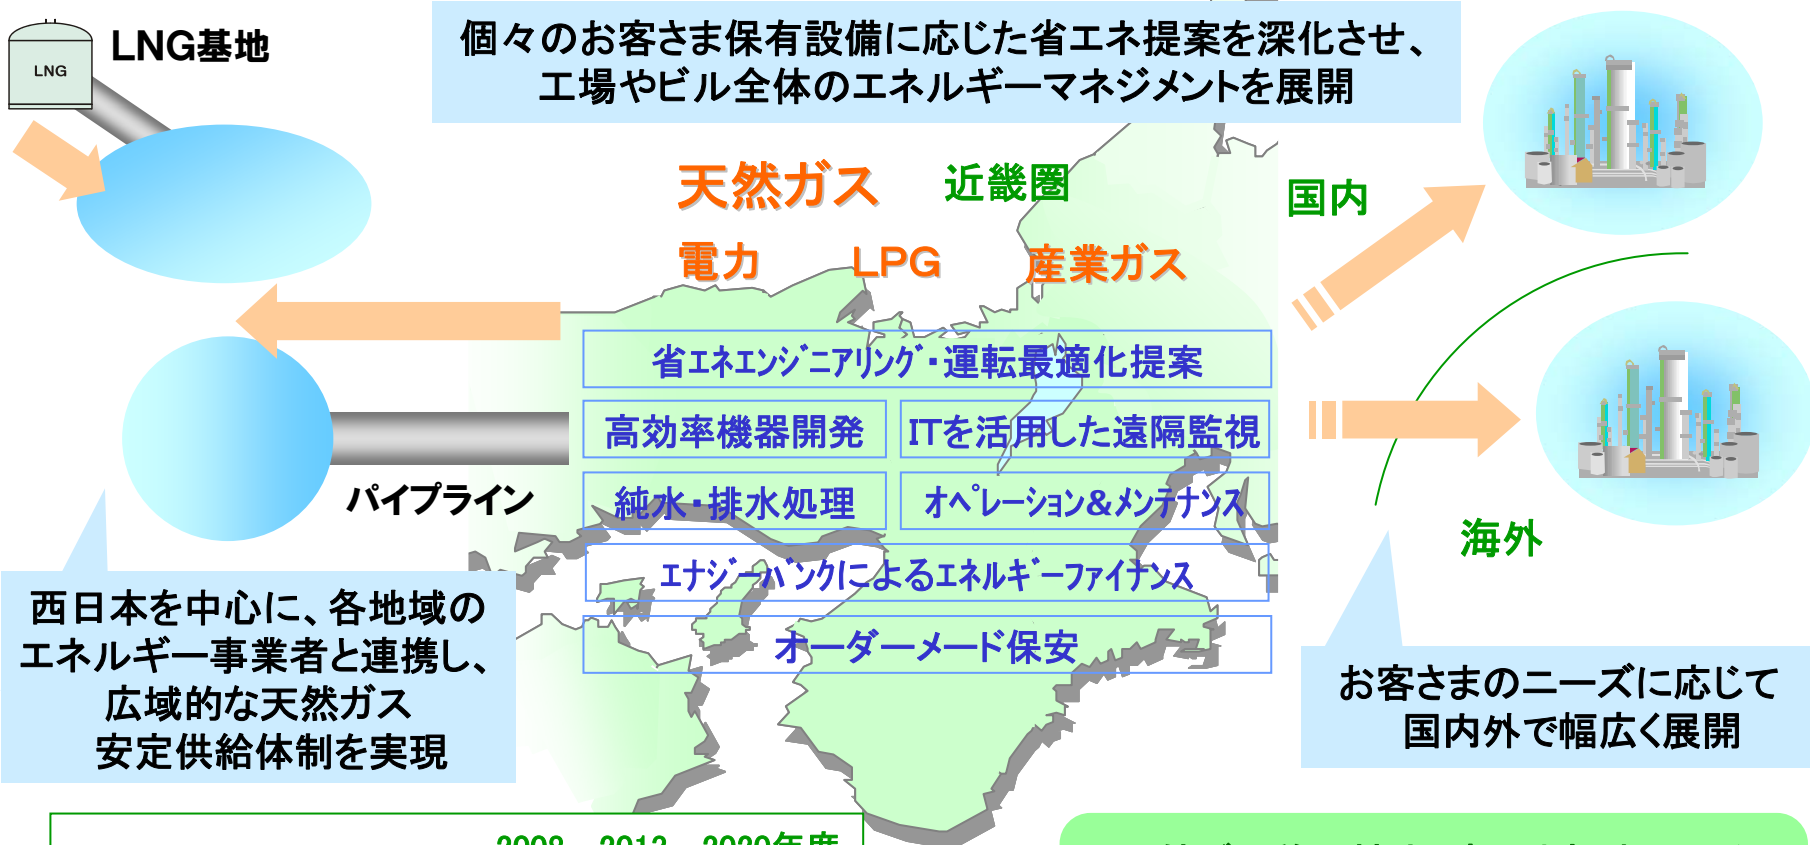 LNG基地
LNG
個々のお客さま保有設備に応じた省エネ提案を深化させ、
工場やビル全体のエネルギーマネジメントを展開
天然ガス
近畿圏
国内
電力
LPG
産業ガス
省エネエンジニアリング・運転最適化提案
高効率機器開発
ITを活用した遠隔監視
パイプライン
純水・排水処理
オペレーション&メンテナンス
海外
エナジーバンクによるエネルギーファイナンス
オーダーメード保安
西日本を中心に、各地域の
エネルギー事業者と連携し、
広域的な天然ガス
安定供給体制を実現
お客さまのニーズに応じて
国内外で幅広く展開
2008 2013 2020年度